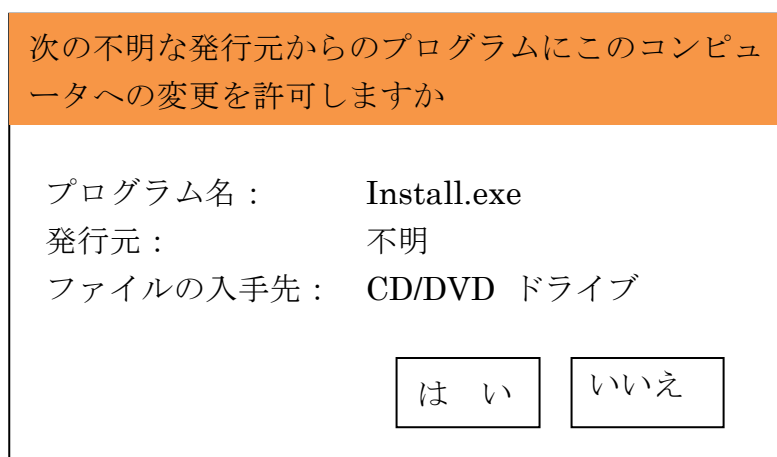 次の不明な発行元からのプログラムにこのコンピュ
ータへの変更を許可しますか
プログラム名： Install.exe
発行元： 不明
ファイルの入手先： CD/DVD ドライブ
は　い いいえ